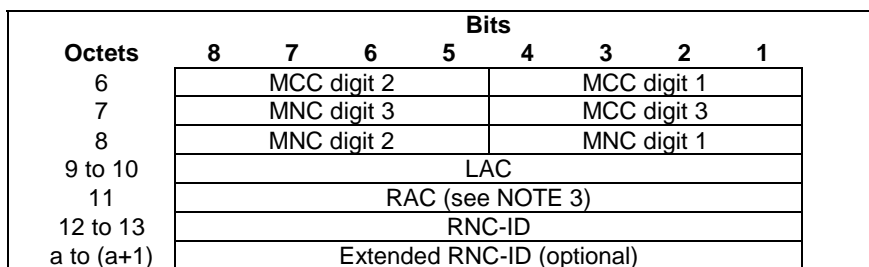 Bits
Octets 8 7 6 5 4 3 2 1
6 MCC digit 2 MCC digit 1
7 MNC digit 3 MCC digit 3
8 MNC digit 2 MNC digit 1
9 to 10 LAC
11 RAC (see NOTE 3)
12 to 13 RNC-ID
a to (a+1) Extended RNC-ID (optional)